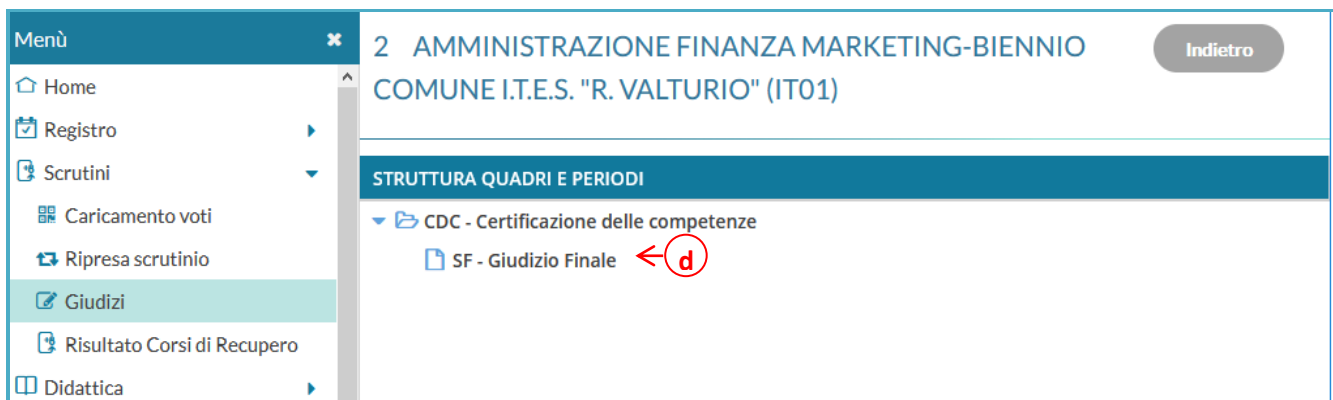 Menù
Home
Registro
Scrutini
Caricamento voti
Ripresa scrutinio
Giudizi
Risultato Corsi di Recupero
Didattica
2 AMMINISTRAZIONE FINANZA MARKETING-BIENNIO
COMUNE I.T.E.S. "R. VALTURIO" (IT01)
Indietro
STRUTTURA QUADRI E PERIODI
CDC - Certificazione delle competenze
SF - Giudizio Finale
d